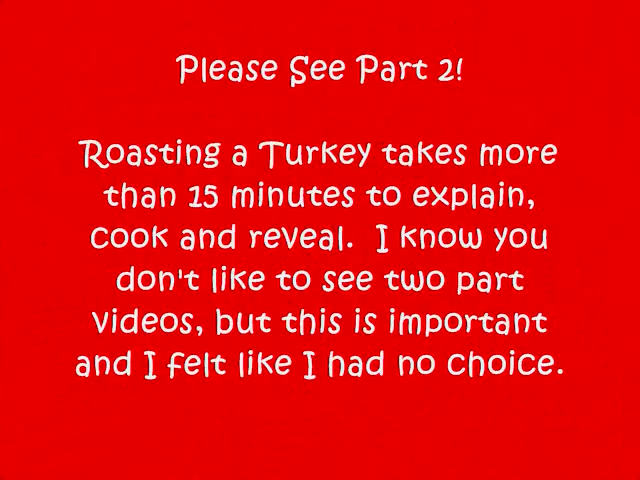 Please See Part 2!
Roasting a Turkey takes more
than 15 minutes to explain,
cook and reveal.  I know you
don't like to see two part
videos, but this is important
and I felt like I had no choice.